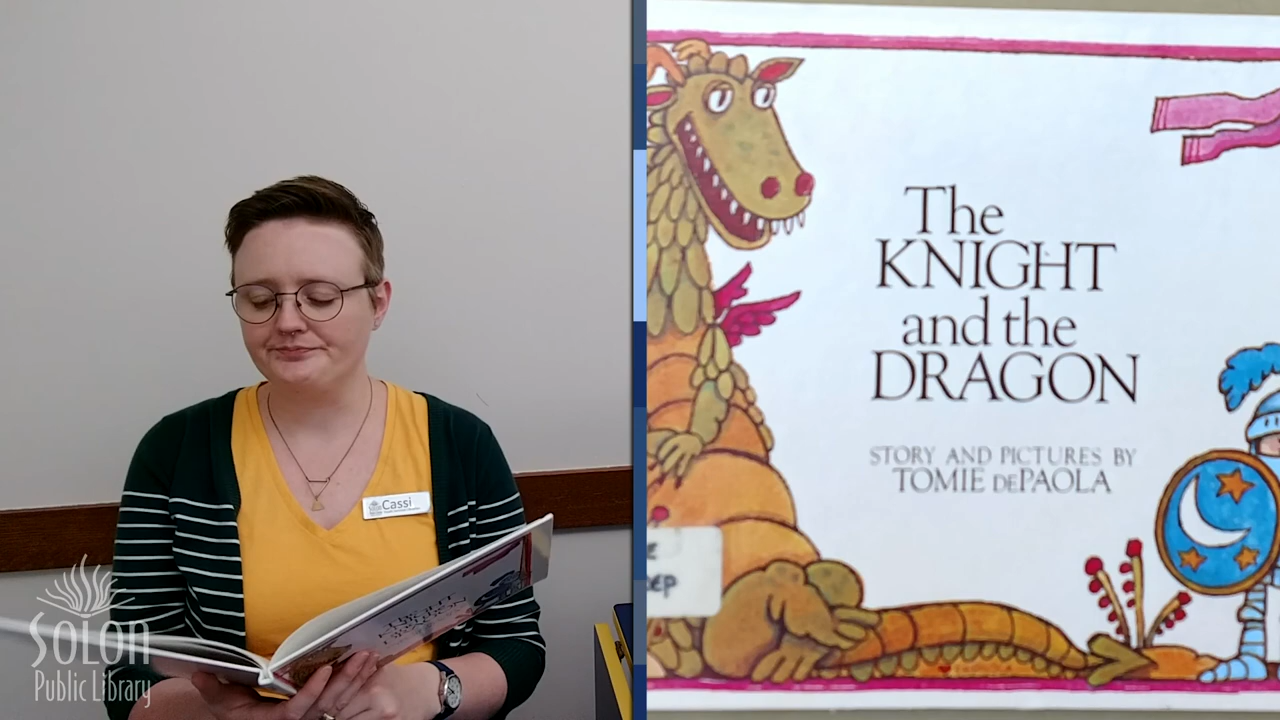 Cassi
SOLON
Public Library
The
KNIGHT
and the
DRAGON
STORY AND PICTURES BY
TOMIE dePAOLA